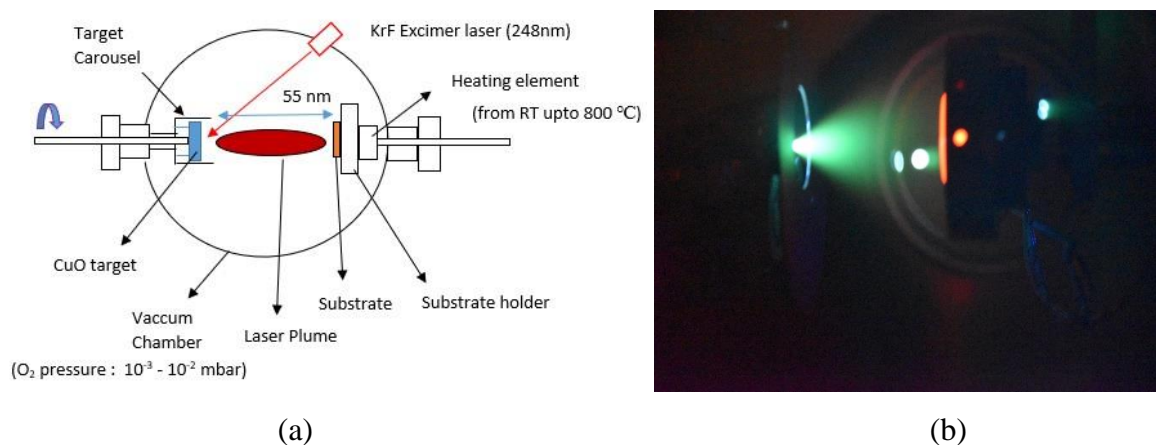 Target
Carousel
KrF Excimer laser (248nm)
55 nm
Heating element
(from RT upto 800 ℃)
CuO target
Vaccum
Chamber
(O₂ pressure : 10⁻³ - 10⁻² mbar)
Laser Plume
Substrate
Substrate holder
(a)
(b)